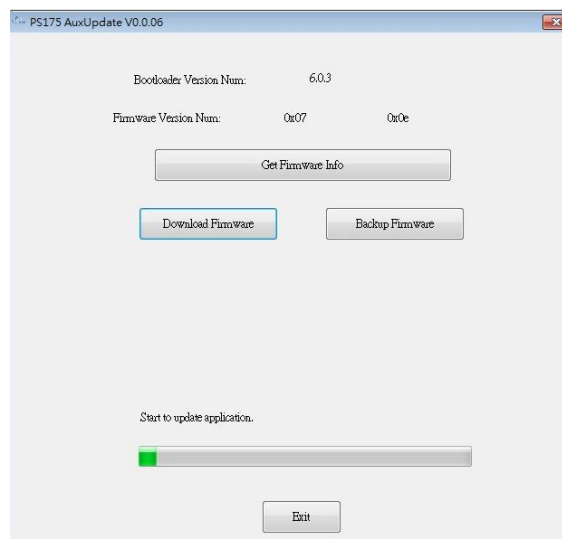 PS175 AuxUpdate V0.0.06
Bootloader Version Num: 6.0.3
Firmware Version Num: 0x07 0x0e
Get Firmware Info
Download Firmware Backup Firmware
Start to update application.
Exit